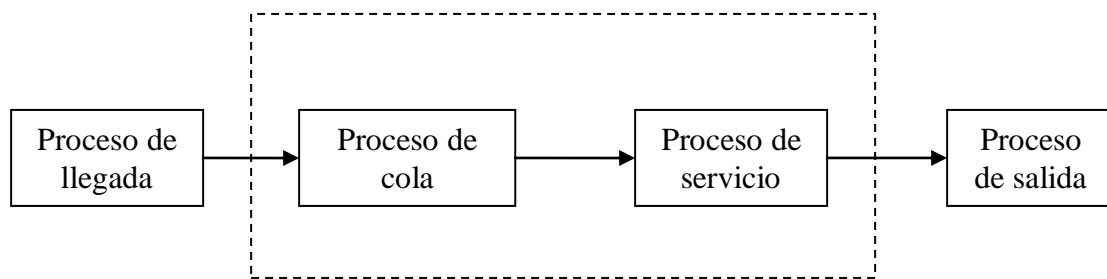 Proceso de
llegada
Proceso de
cola
Proceso de
servicio
Proceso
de salida